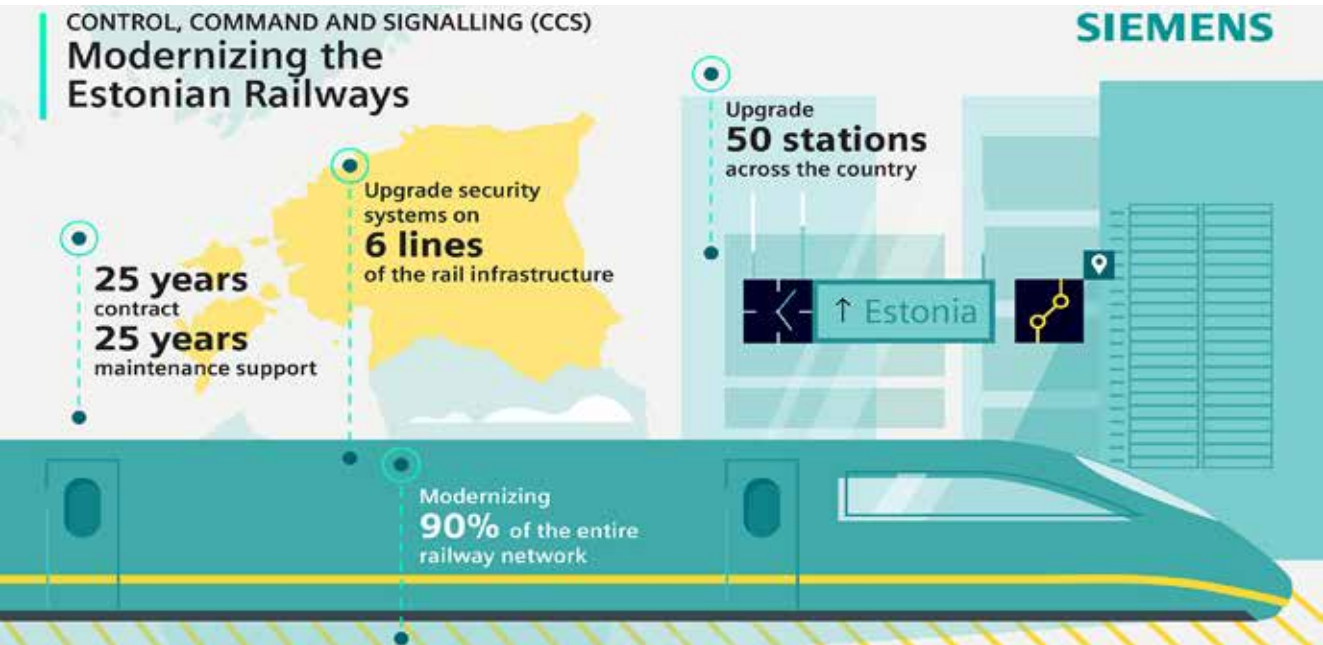 CONTROL, COMMAND AND SIGNALLING (CCS)
Modernizing the
Estonian Railways
SIEMENS
25 years
contract
25 years
maintenance support
Upgrade security
systems on
6 lines
of the rail infrastructure
Modernizing
90% of the entire
railway network
Upgrade
50 stations
across the country
↑ Estonia